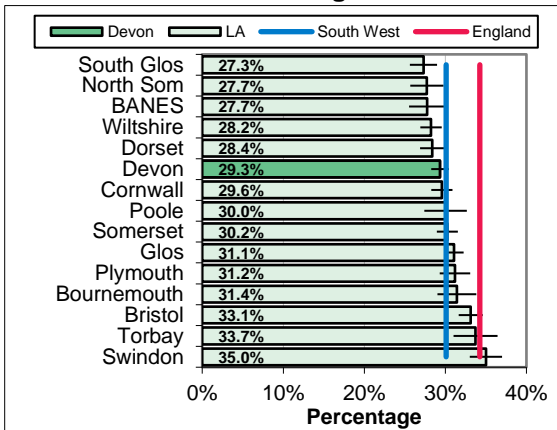 Devon LA South West England
South Glos 27.3%
North Som 27.7%
BANES 27.7%
Wiltshire 28.2%
Dorset 28.4%
Devon 29.3%
Cornwall 29.6%
Poole 30.0%
Somerset 30.2%
Glos 31.1%
Plymouth 31.2%
Bournemouth 31.4%
Bristol 33.1%
Torbay 33.7%
Swindon 35.0%
0% 10% 20% 30% 40%
Percentage